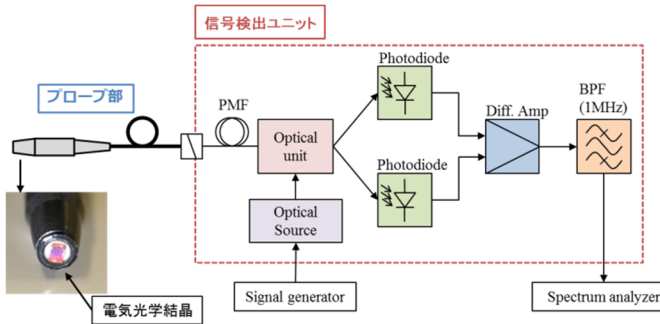 信号検出ユニット
プローブ部
PMF
Optical
unit
Optical
Source
Photodiode
Photodiode
Diff. Amp
BPF
(1MHz)
電気光学結晶
Signal generator
Spectrum analyzer